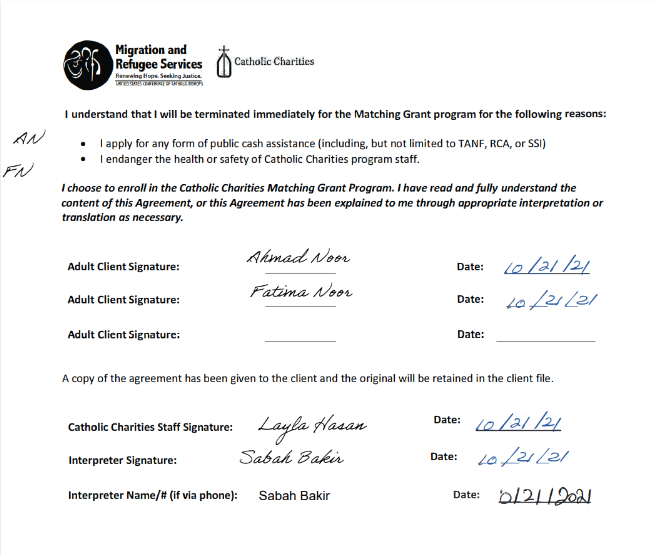 Migration and
Refugee Services
Renewing Hope. Seeking Justice.
UNITED STATES CONFERENCE OF CATHOLIC BISHOPS
Catholic Charities
I understand that I will be terminated immediately for the Matching Grant program for the following reasons:
AN
• I apply for any form of public cash assistance (including, but not limited to TANF, RCA, or SSI)
• I endanger the health or safety of Catholic Charities program staff.
FN
I choose to enroll in the Catholic Charities Matching Grant Program. I have read and fully understand the
content of this Agreement, or this Agreement has been explained to me through appropriate interpretation or
translation as necessary.
Adult Client Signature: Ahmad Noor Date: 10/21/21
Adult Client Signature: Fatima Noor Date: 10/21/21
Adult Client Signature: Date:
A copy of the agreement has been given to the client and the original will be retained in the client file.
Catholic Charities Staff Signature: Layla Hasan Date: 10/21/21
Interpreter Signature: Sabah Bakir Date: 10/21/21
Interpreter Name/# (if via phone): Sabah Bakir Date: 0/21/2021